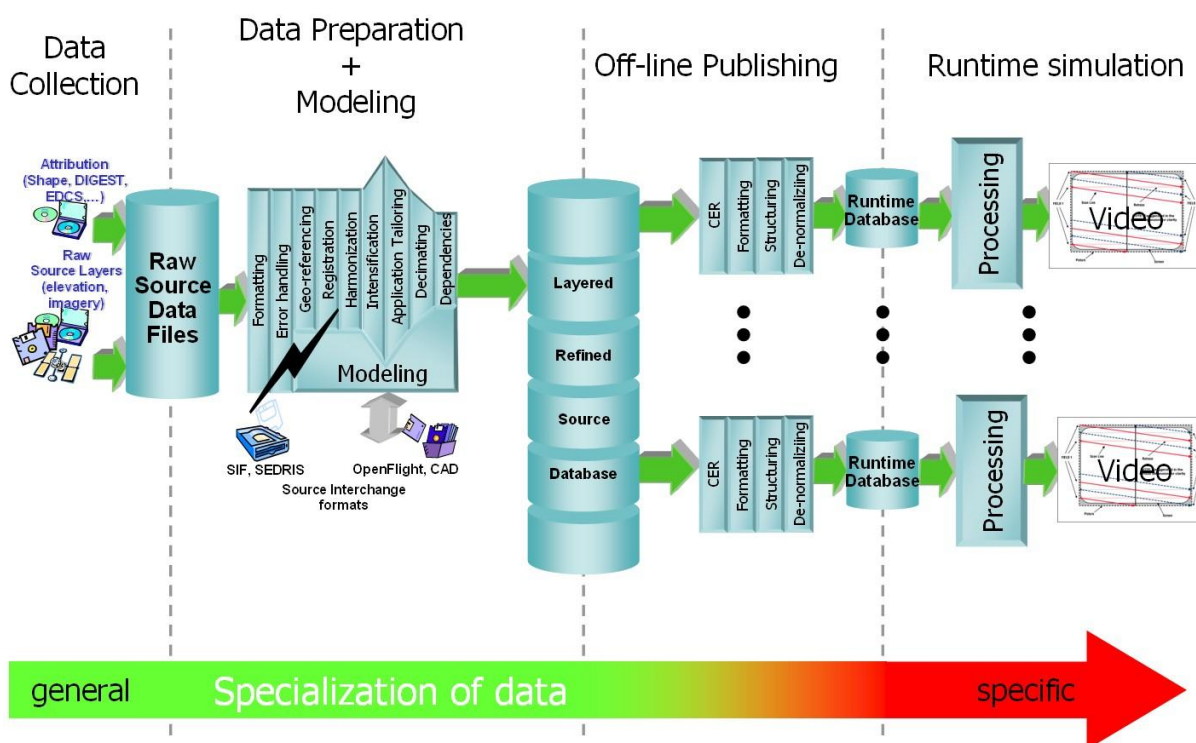 Data
Collection
Data Preparation
+
Modeling
Off-line Publishing
Runtime simulation
Attribution
(Shape, DIGEST,
EDCS,...)
Raw
Source Layers
(elevation,
imagery)
Raw
Source
Data
Files
Formatting
Error handling
Geo-referencing
Registration
Harmonization
Intensification
Application Tailoring
Decimating
Dependencies
Modeling
SIF, SEDRIS
OpenFlight, CAD
Source Interchange
formats
Layered
Refined
Source
Database
CER
Formatting
Structuring
De-normaliziing
Runtime
Database
Processing
Video
CER
Formatting
Structuring
De-normaliziing
Runtime
Database
Processing
Video
general
Specialization of data
specific